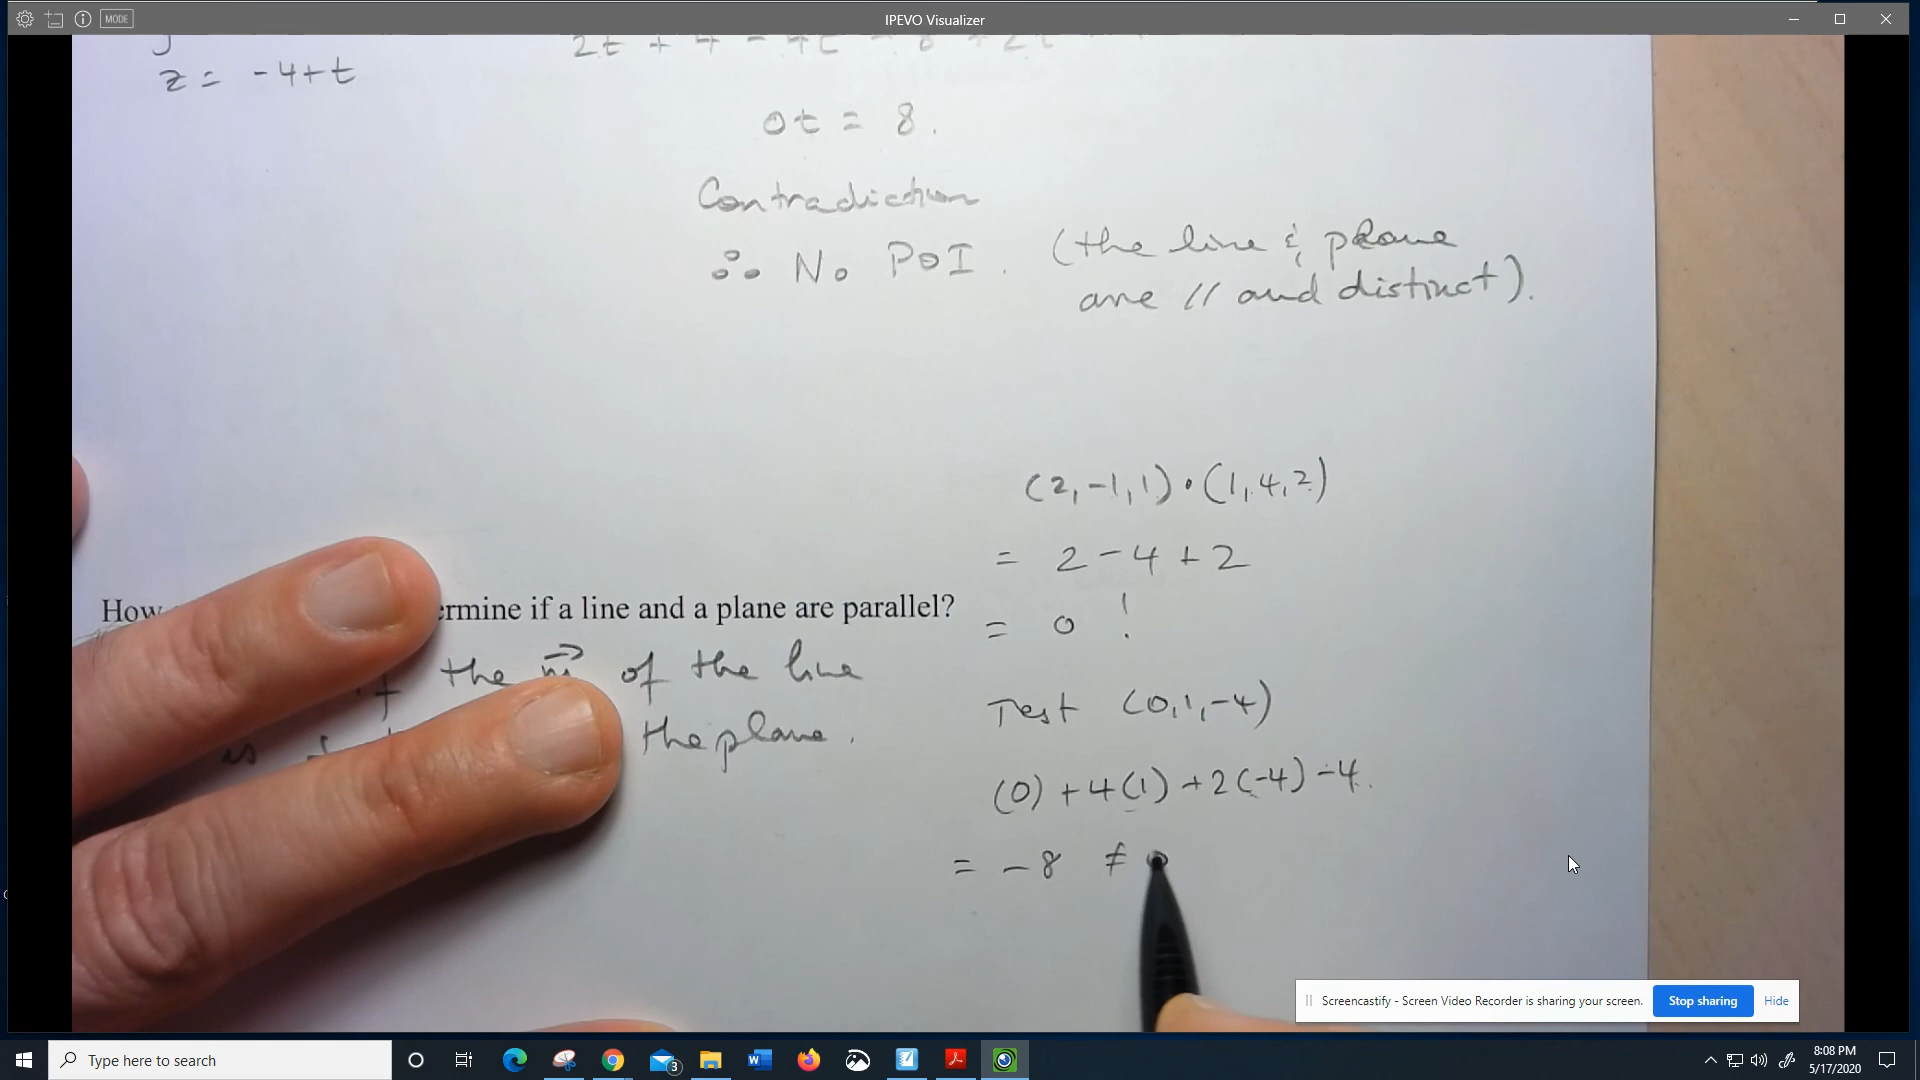 MODE
IPEVO Visualizer
z = -4+t
0t = 8.
Contradiction
∴ No POI. (the line & plane
are // and distinct).
(2,-1,1)•(1,4,2)
= 2-4+2
= 0 !
How ermine if a line and a plane are parallel?
if the m⃗ of the line
is the plane.
Test (0,1,-4)
(0)+4(1)+2(-4)-4.
= -8 ≠ 0
Screencastify - Screen Video Recorder is sharing your screen. Stop sharing Hide
Type here to search
3
8:08 PM
5/17/2020